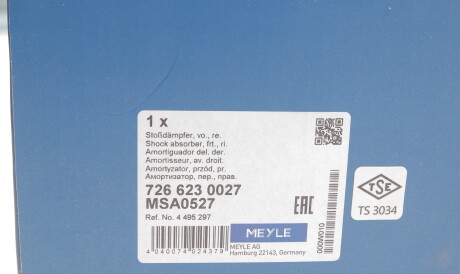 1 x
Stoßdämpfer, vo., re.
Shock absorber, frt., ri.
Amortiguador del. der.
Amortisseur, av. droit.
Amortyzator, przód, pr.
Амортизатор, пер., прав.
726 623 0027
MSA0527
Ref. No. 4 495 297
EAC
MEYLE
MEYLE AG
Hamburg 22143, Germany
4 040074 024379
000W010
TSE
TS 3034